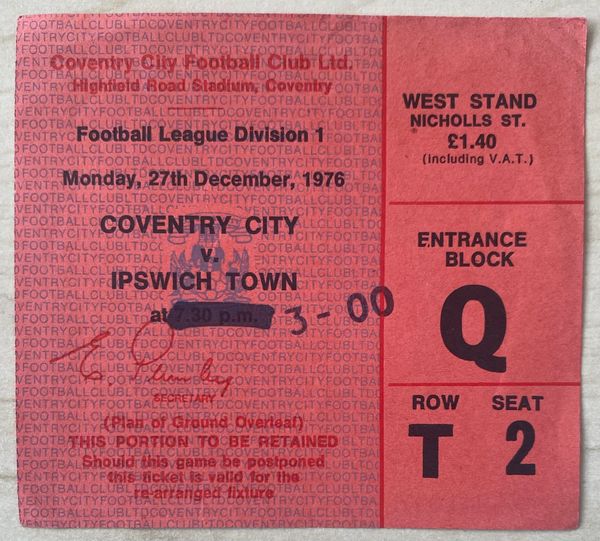 Coventry City Football Club Ltd.
Highfield Road Stadium, Coventry
Football League Division 1
Monday, 27th December, 1976
COVENTRY CITY
v.
IPSWICH TOWN
at 7.30 p.m. 3-00
SECRETARY
(Plan of Ground Overleaf)
THIS PORTION TO BE RETAINED
Should this game be postponed
this ticket is valid for the
re-arranged fixture
WEST STAND
NICHOLLS ST.
£1.40
(including V.A.T.)
ENTRANCE
BLOCK
Q
ROW SEAT
T 2